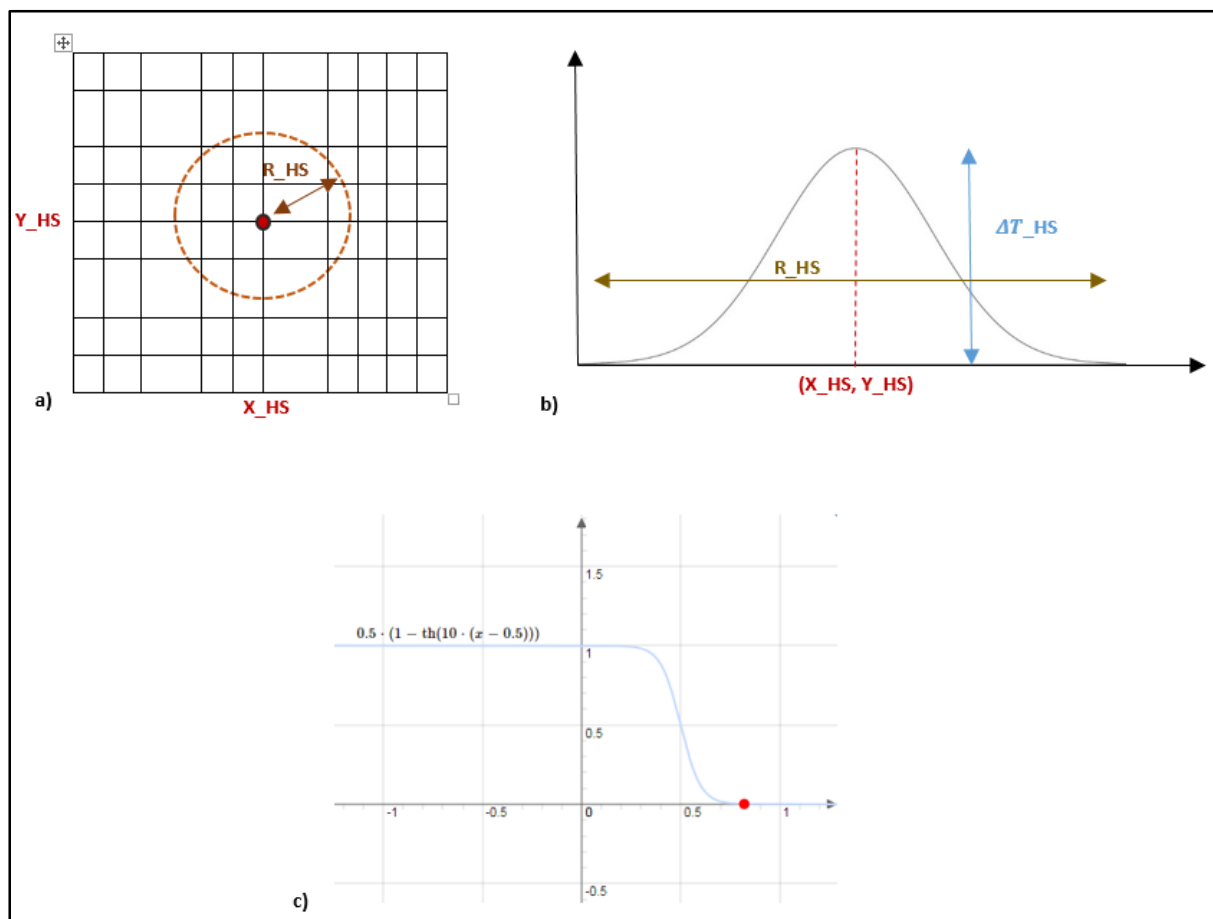 R_HS
Y_HS
X_HS
a)
ΔT_HS
R_HS
(X_HS, Y_HS)
b)
1.5
0.5 · (1 − th(10 · (x − 0.5)))
1
0.5
-1
-0.5
0
0.5
1
-0.5
c)